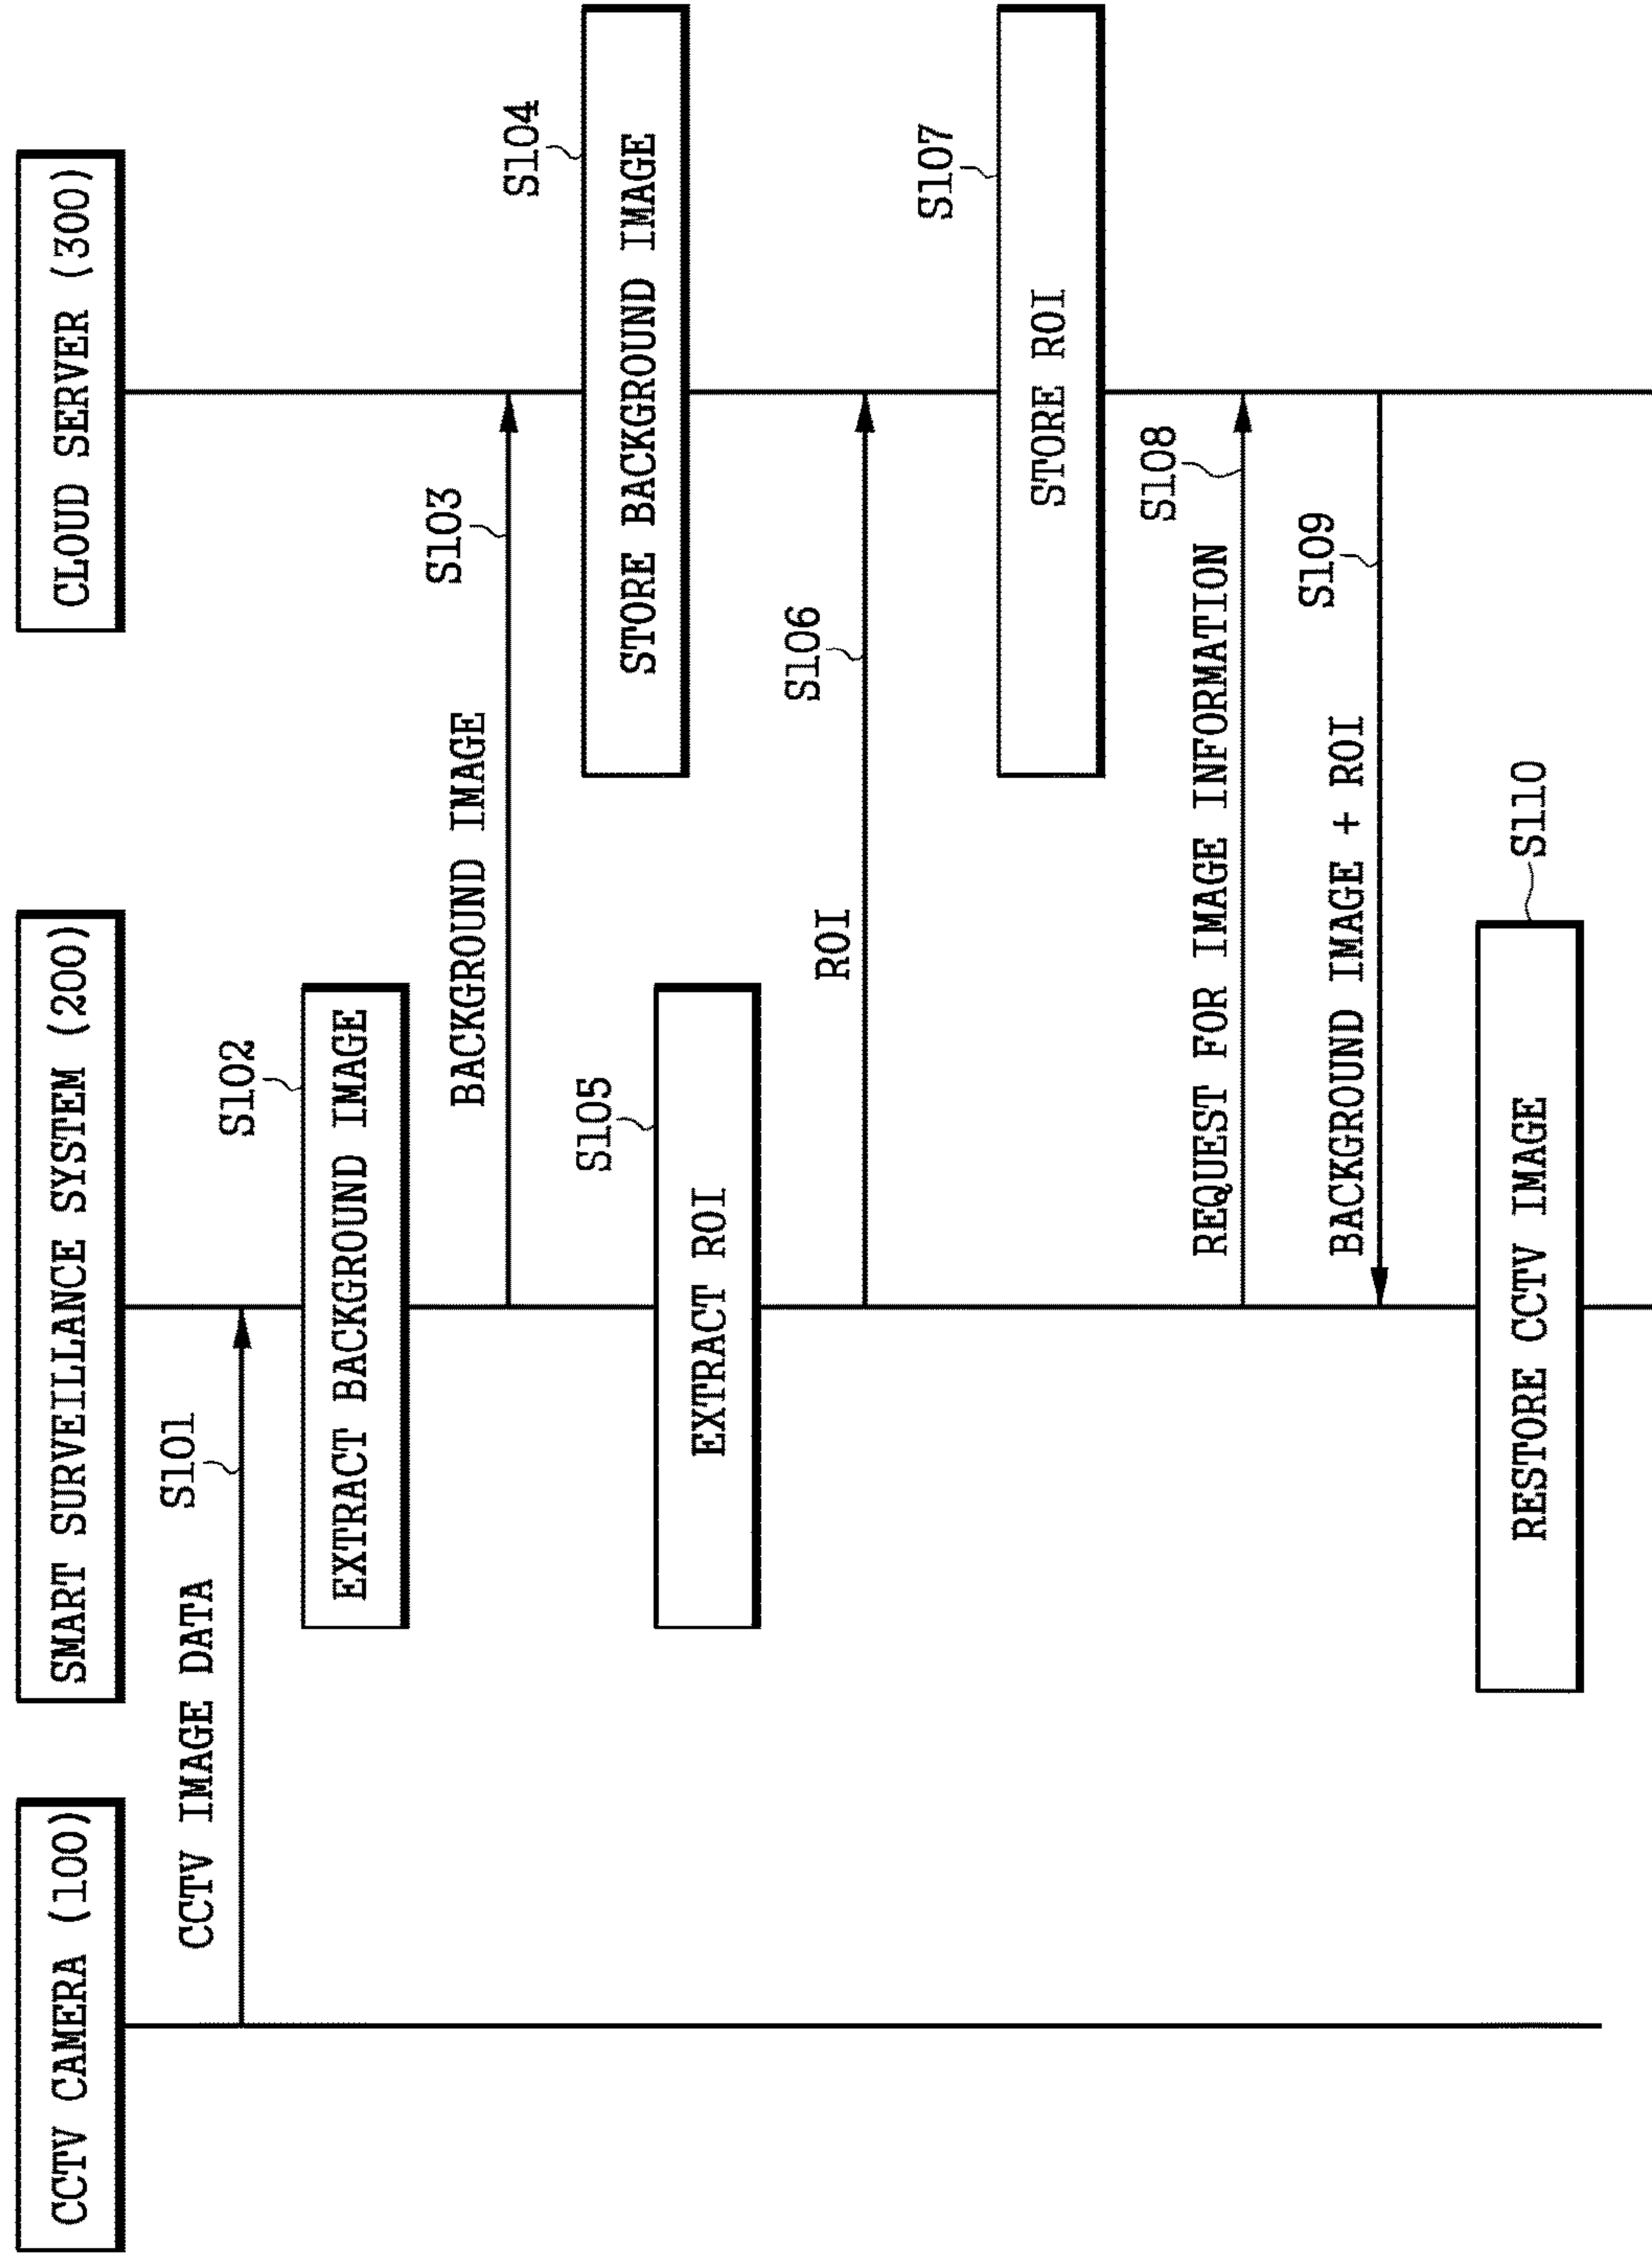 CCTV CAMERA (100)
SMART SURVEILLANCE SYSTEM (200)
CLOUD SERVER (300)
CCTV IMAGE DATA
S101
S102
EXTRACT BACKGROUND IMAGE
BACKGROUND IMAGE
S103
S104
STORE BACKGROUND IMAGE
S105
EXTRACT ROI
ROI
S106
S107
STORE ROI
REQUEST FOR IMAGE INFORMATION
S108
BACKGROUND IMAGE + ROI
S109
RESTORE CCTV IMAGE
S110